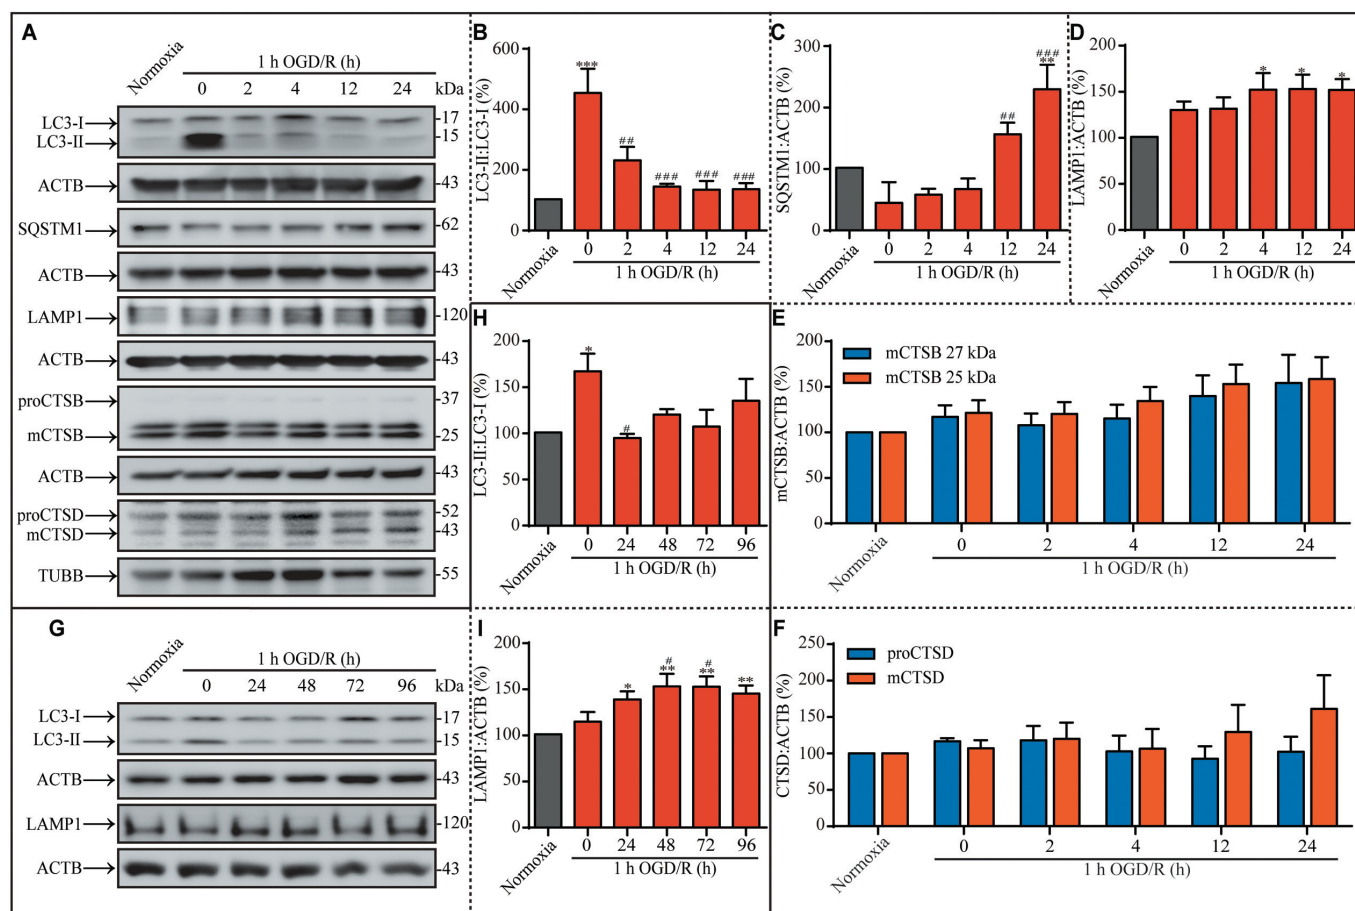 A
Normoxia
1 h OGD/R (h)
0 2 4 12 24 kDa
LC3-I 17
LC3-II 15
ACTB 43
SQSTM1 62
ACTB 43
LAMP1 120
ACTB 43
proCTSB 37
mCTSB 25
ACTB 43
proCTSD 52
mCTSD 43
TUBB 55
B
LC3-II:LC3-I (%)
600
400
200
0
*** ## ### ### ###
0 2 4 12 24
Normoxia
1 h OGD/R (h)
C
SQSTM1:ACTB (%)
300
200
100
0
## ###
**
0 2 4 12 24
Normoxia
1 h OGD/R (h)
D
LAMP1:ACTB (%)
200
150
100
50
0
* * *
0 2 4 12 24
Normoxia
1 h OGD/R (h)
H
LC3-II:LC3-I (%)
200
150
100
50
0
* #
0 24 48 72 96
Normoxia
1 h OGD/R (h)
E
mCTSB 27 kDa
mCTSB 25 kDa
mCTSB:ACTB (%)
200
150
100
50
0
0 2 4 12 24
Normoxia
1 h OGD/R (h)
G
Normoxia
1 h OGD/R (h)
0 24 48 72 96 kDa
LC3-I 17
LC3-II 15
ACTB 43
LAMP1 120
ACTB 43
I
LAMP1:ACTB (%)
200
150
100
50
0
# #
* ** ** **
0 24 48 72 96
Normoxia
1 h OGD/R (h)
F
proCTSD
mCTSD
CTSD:ACTB (%)
250
200
150
100
50
0
0 2 4 12 24
Normoxia
1 h OGD/R (h)